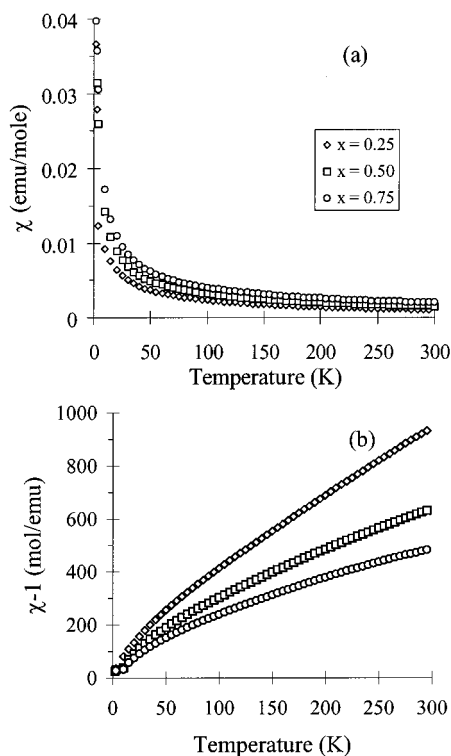 0.04
(a)
0.03
χ (emu/mole)
x = 0.25
x = 0.50
x = 0.75
0.02
0.01
0
0 50 100 150 200 250 300
Temperature (K)
1000
(b)
800
χ-1 (mol/emu)
600
400
200
0
0 50 100 150 200 250 300
Temperature (K)